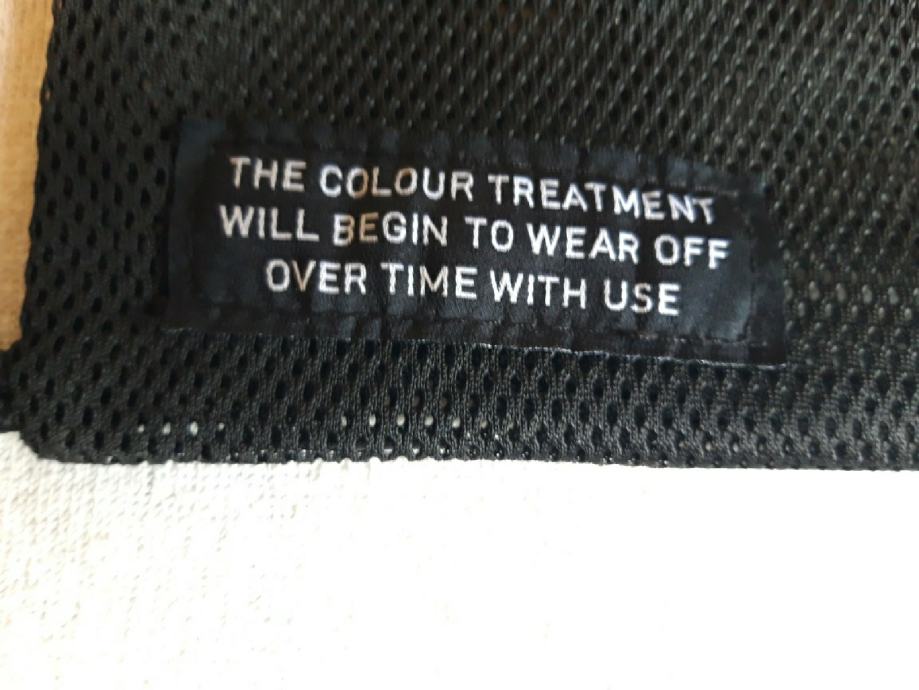 THE COLOUR TREATMENT
WILL BEGIN TO WEAR OFF
OVER TIME WITH USE